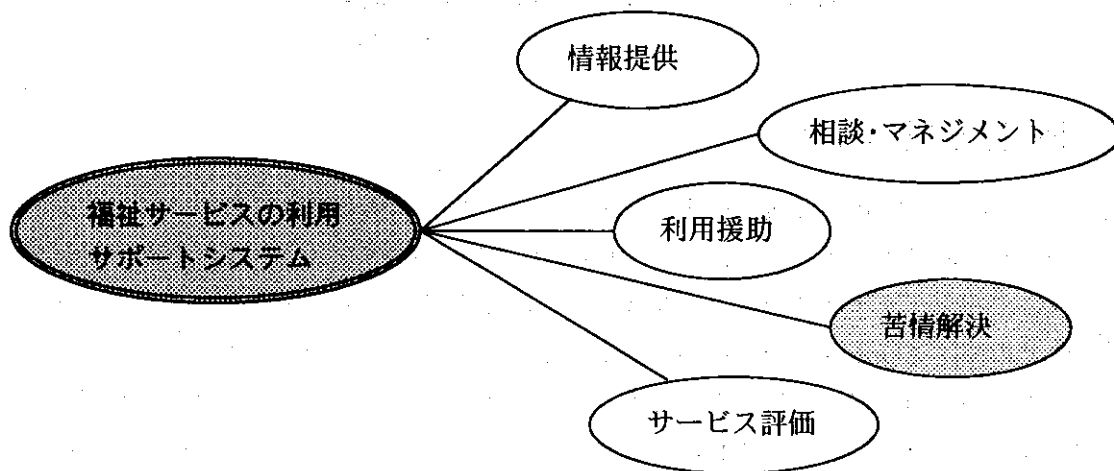 情報提供
相談・マネジメント
福祉サービスの利用
サポートシステム
利用援助
苦情解決
サービス評価